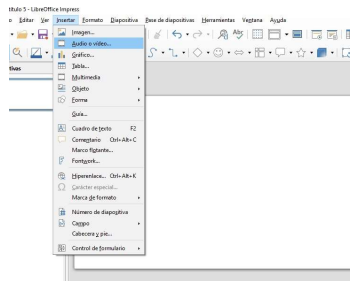 título 5 - LibreOffice Impress
Editar Ver Insertar Formato Diapositiva Pase de diapositivas Herramientas Ventana Ayuda
Imagen...
Audio o vídeo...
Gráfico...
Tabla...
Multimedia
Objeto
Forma
Guía...
Cuadro de texto F2
Comentario Ctrl+Alt+C
Marco flotante...
Fontwork...
Hiperenlace... Ctrl+Alt+K
Carácter especial...
Marca de formato
Número de diapositiva
Campo
Cabecera y pie...
Control de formulario
tivas